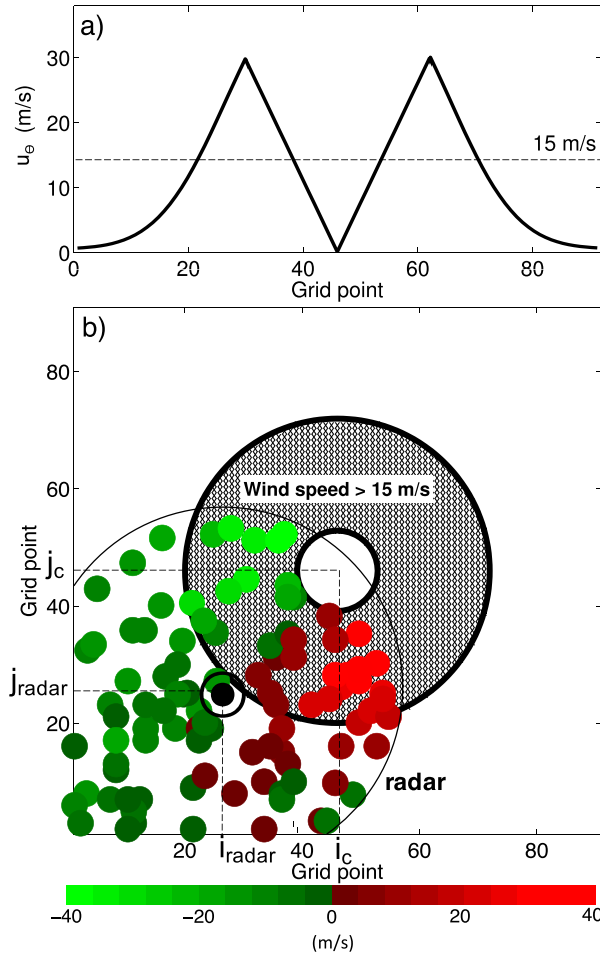 a)
30
20
10
0
u_θ (m/s)
15 m/s
0 20 40 60 80
Grid point
b)
80
60
40
20
Grid point
Wind speed > 15 m/s
j_c
j_radar
radar
20 40 60 80
i_radar i_c
Grid point
−40 −20 0 20 40
(m/s)